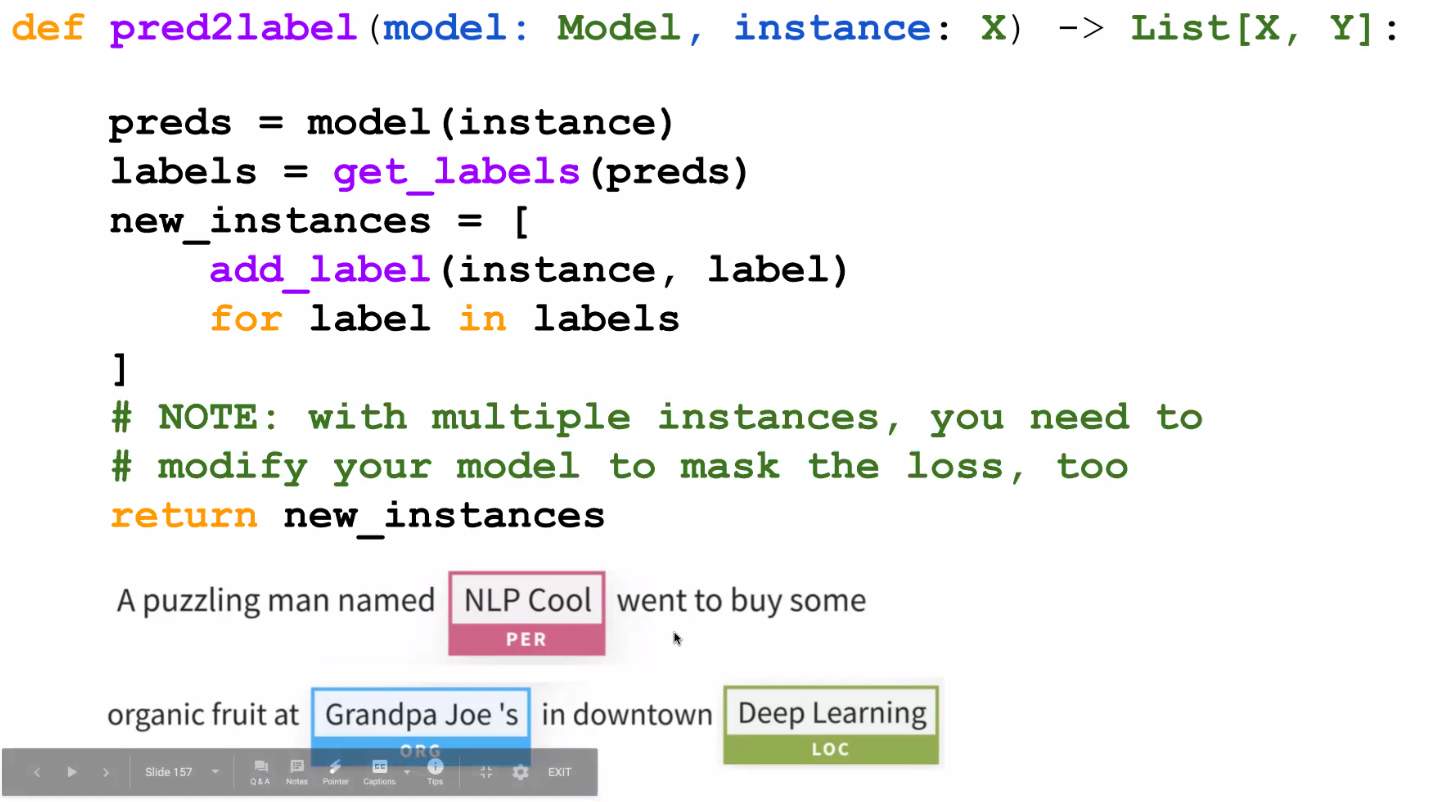 def pred2label(model: Model, instance: X) -> List[X, Y]:
preds = model(instance)
labels = get_labels(preds)
new_instances = [
add_label(instance, label)
for label in labels
]
# NOTE: with multiple instances, you need to
# modify your model to mask the loss, too
return new_instances
A puzzling man named NLP Cool went to buy some
PER
organic fruit at Grandpa Joe 's in downtown Deep Learning
ORG LOC
Slide 157 Q & A Notes Pointer Captions Tips EXIT